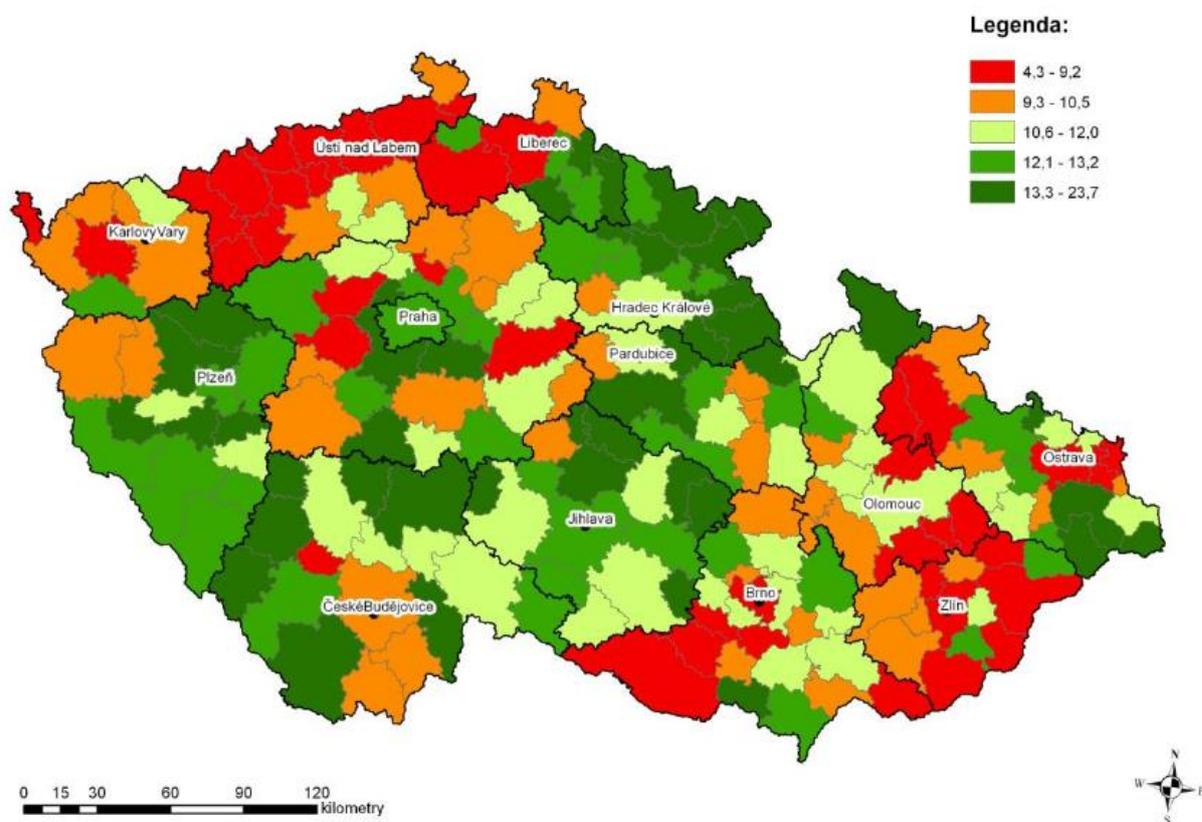 Legenda:
4,3 - 9,2
9,3 - 10,5
10,6 - 12,0
12,1 - 13,2
13,3 - 23,7
Ústí nad Labem
Liberec
KarlovyVary
Praha
Hradec Králové
Pardubice
Plzeň
Ostrava
Olomouc
Jihlava
Brno
Zlín
ČeskéBudějovice
0 15 30 60 90 120
kilometry
N
W E
S